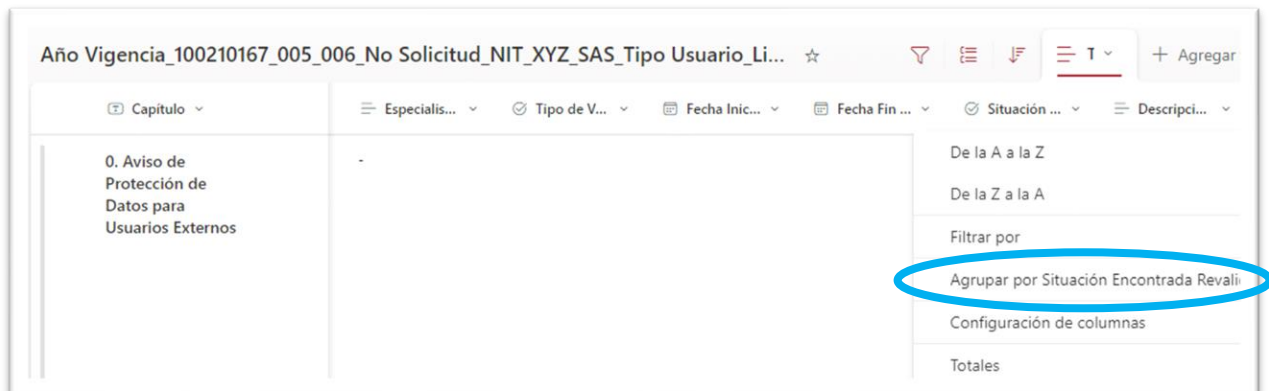 Año Vigencia_100210167_005_006_No Solicitud_NIT_XYZ_SAS_Tipo Usuario_Li... T + Agregar
Capítulo Especialis... Tipo de V... Fecha Inic... Fecha Fin ... Situación ... Descripci...
0. Aviso de
Protección de
Datos para
Usuarios Externos
-
De la A a la Z
De la Z a la A
Filtrar por
Agrupar por Situación Encontrada Revali
Configuración de columnas
Totales